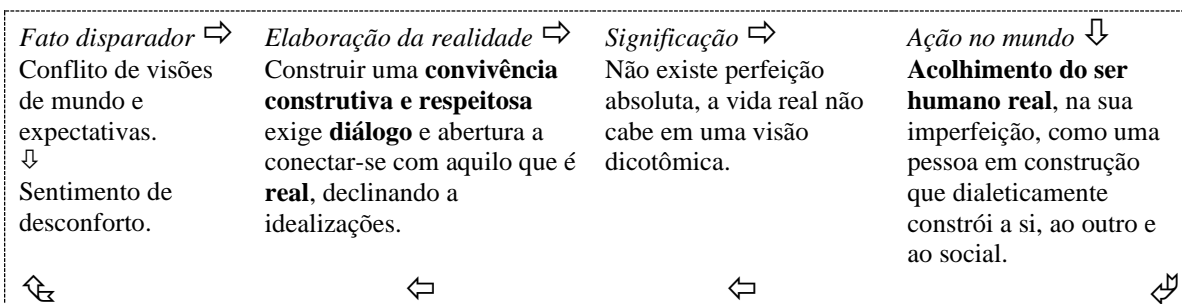 Fato disparador ⇨
Conflito de visões
de mundo e
expectativas.
⇩
Sentimento de
desconforto.
Elaboração da realidade ⇨
Construir uma convivência
construtiva e respeitosa
exige diálogo e abertura a
conectar-se com aquilo que é
real, declinando a
idealizações.
Significação ⇨
Não existe perfeição
absoluta, a vida real não
cabe em uma visão
dicotômica.
Ação no mundo ⇩
Acolhimento do ser
humano real, na sua
imperfeição, como uma
pessoa em construção
que dialeticamente
constrói a si, ao outro e
ao social.